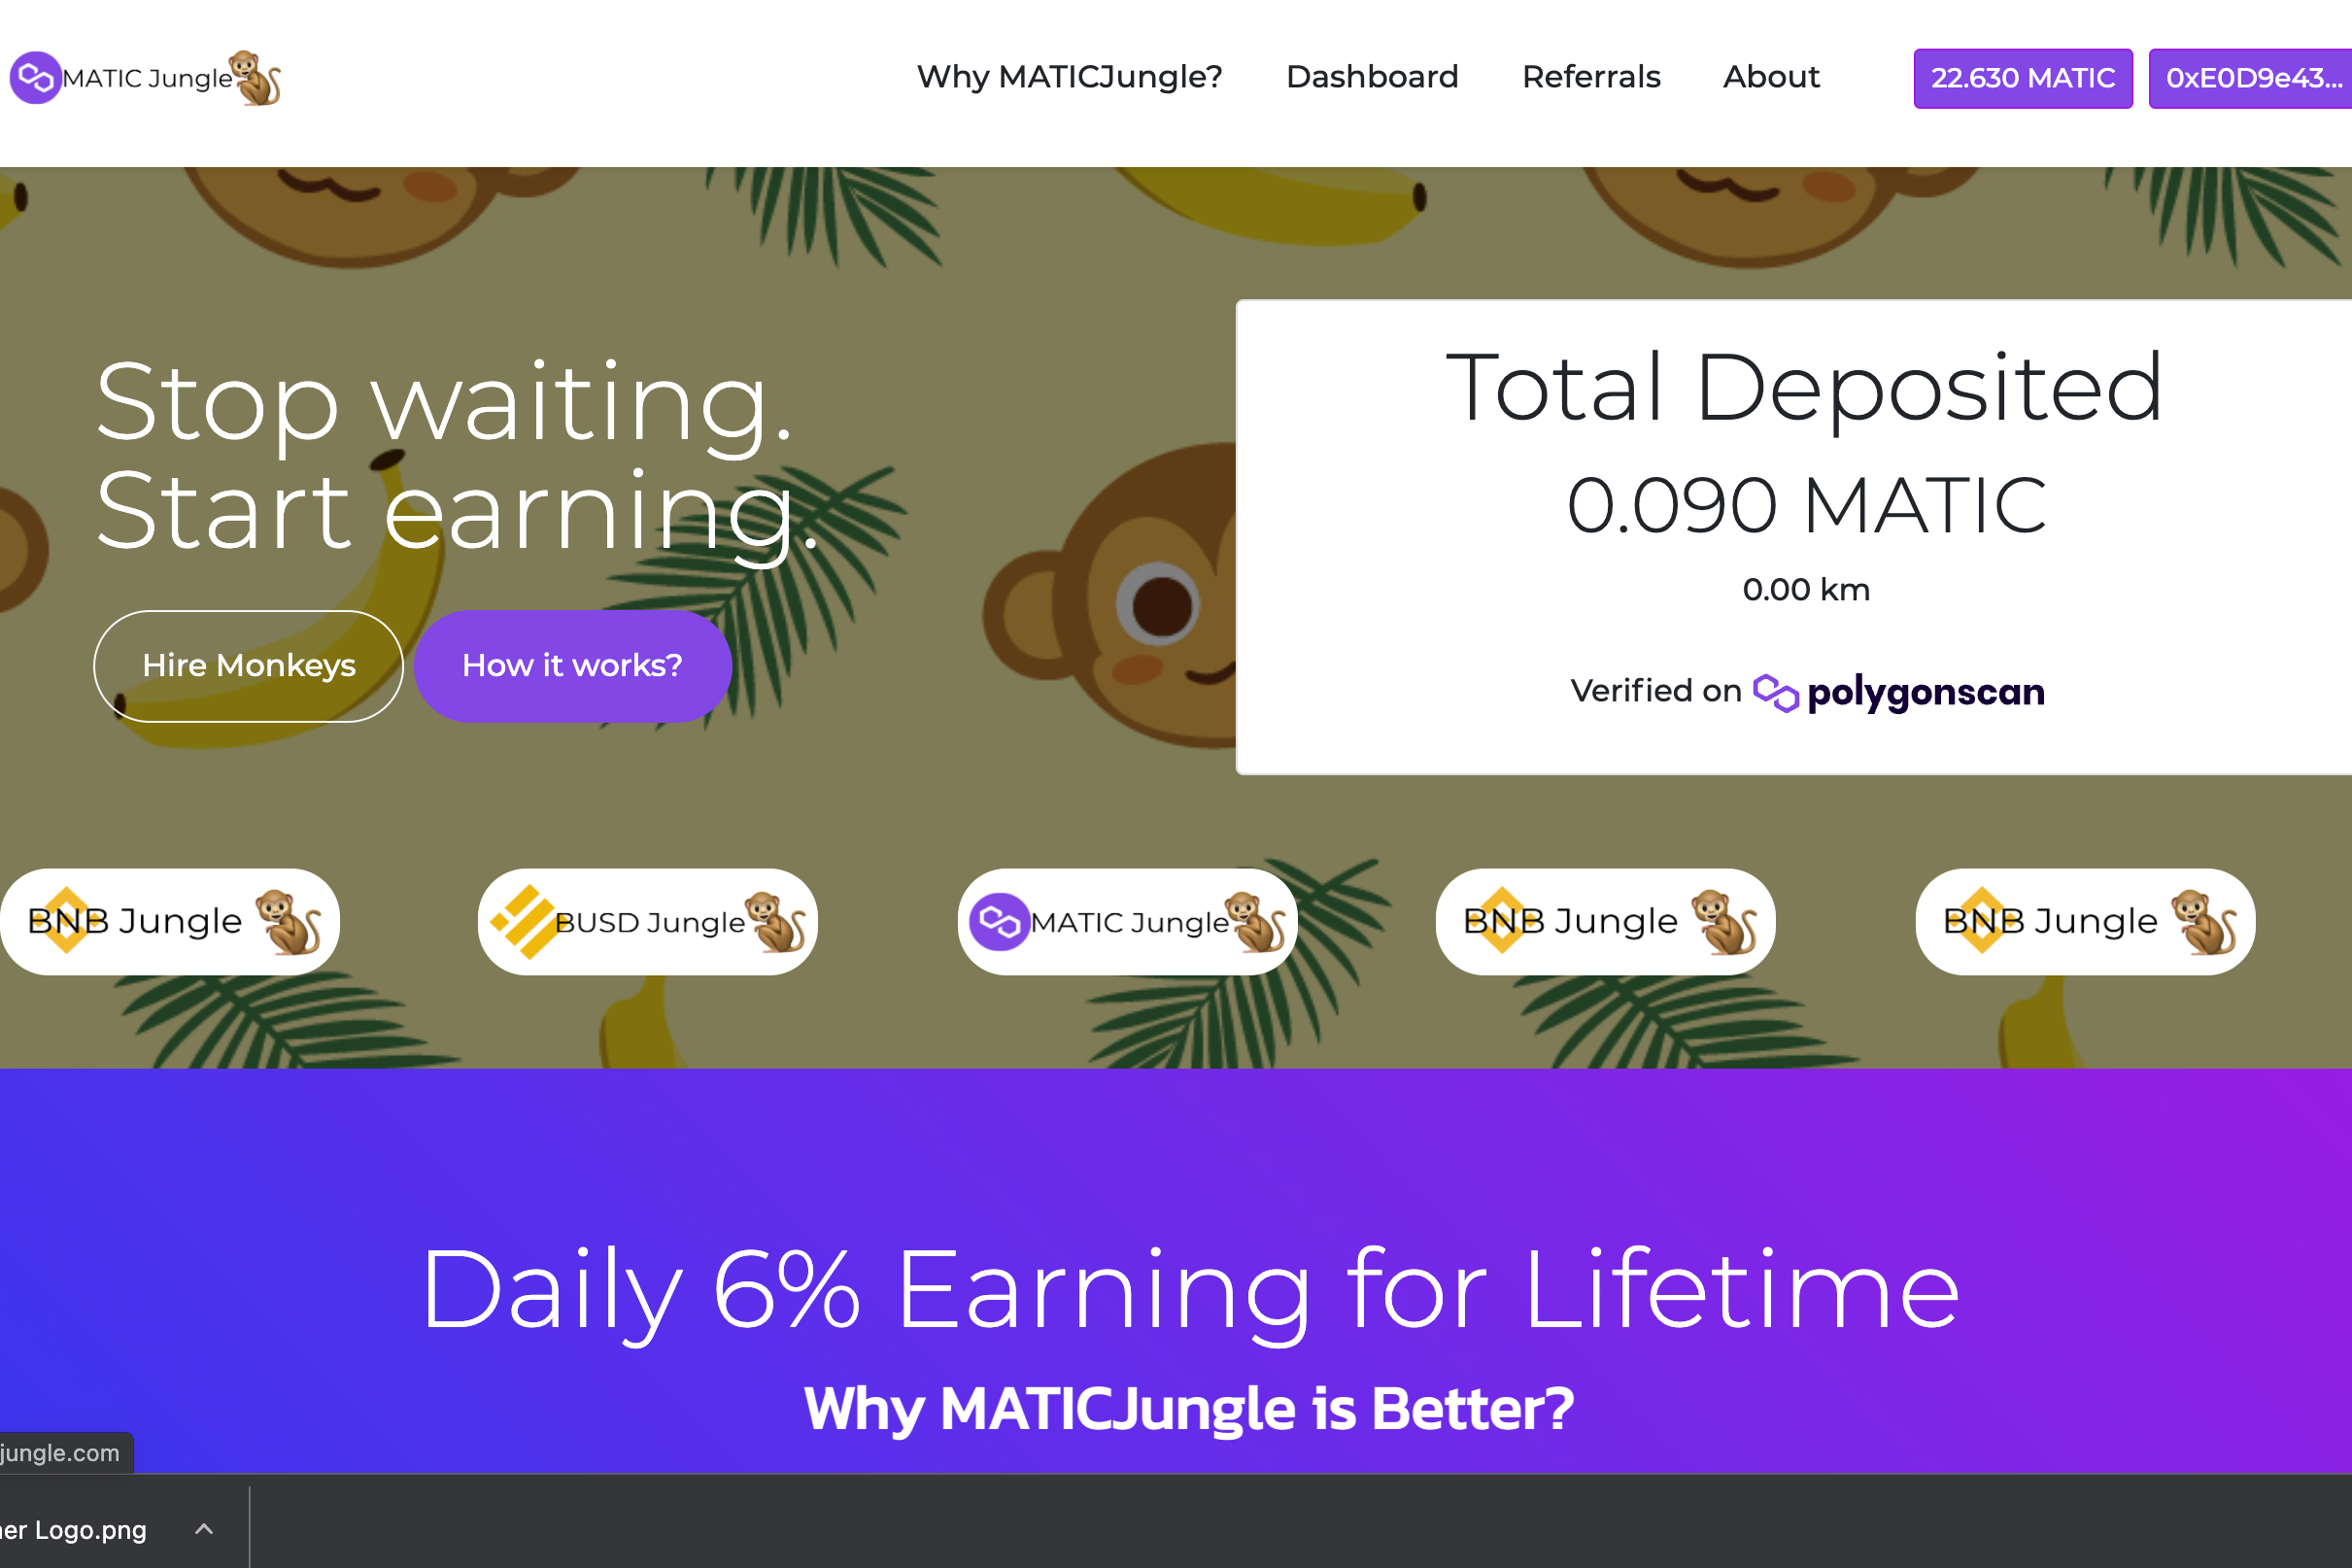 MATIC Jungle
Why MATICJungle?
Dashboard
Referrals
About
22.630 MATIC
0xE0D9e43...
Stop waiting.
Start earning.
Hire Monkeys
How it works?
Total Deposited
0.090 MATIC
0.00 km
Verified on polygonscan
BNB Jungle
BUSD Jungle
MATIC Jungle
BNB Jungle
BNB Jungle
Daily 6% Earning for Lifetime
Why MATICJungle is Better?
jungle.com
er Logo.png